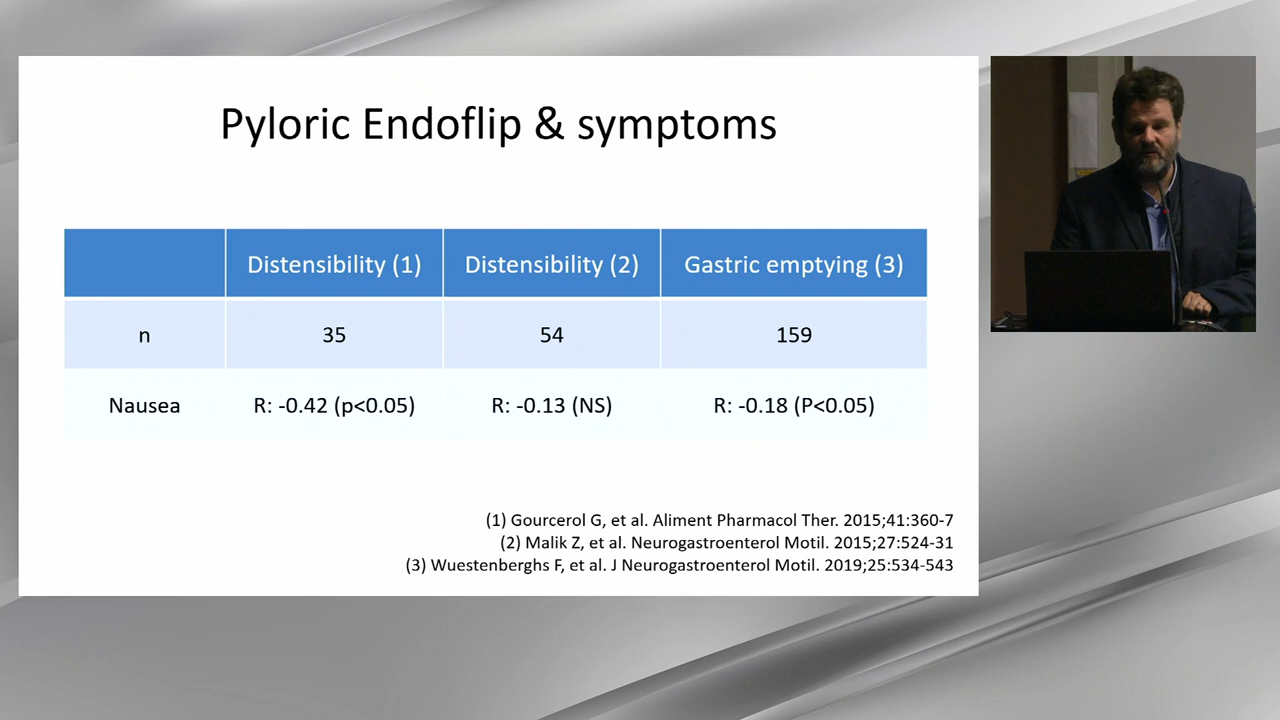 Pyloric Endoflip & symptoms
Distensibility (1) Distensibility (2) Gastric emptying (3)
n 35 54 159
Nausea R: -0.42 (p<0.05) R: -0.13 (NS) R: -0.18 (P<0.05)
(1) Gourcerol G, et al. Aliment Pharmacol Ther. 2015;41:360-7
(2) Malik Z, et al. Neurogastroenterol Motil. 2015;27:524-31
(3) Wuestenberghs F, et al. J Neurogastroenterol Motil. 2019;25:534-543